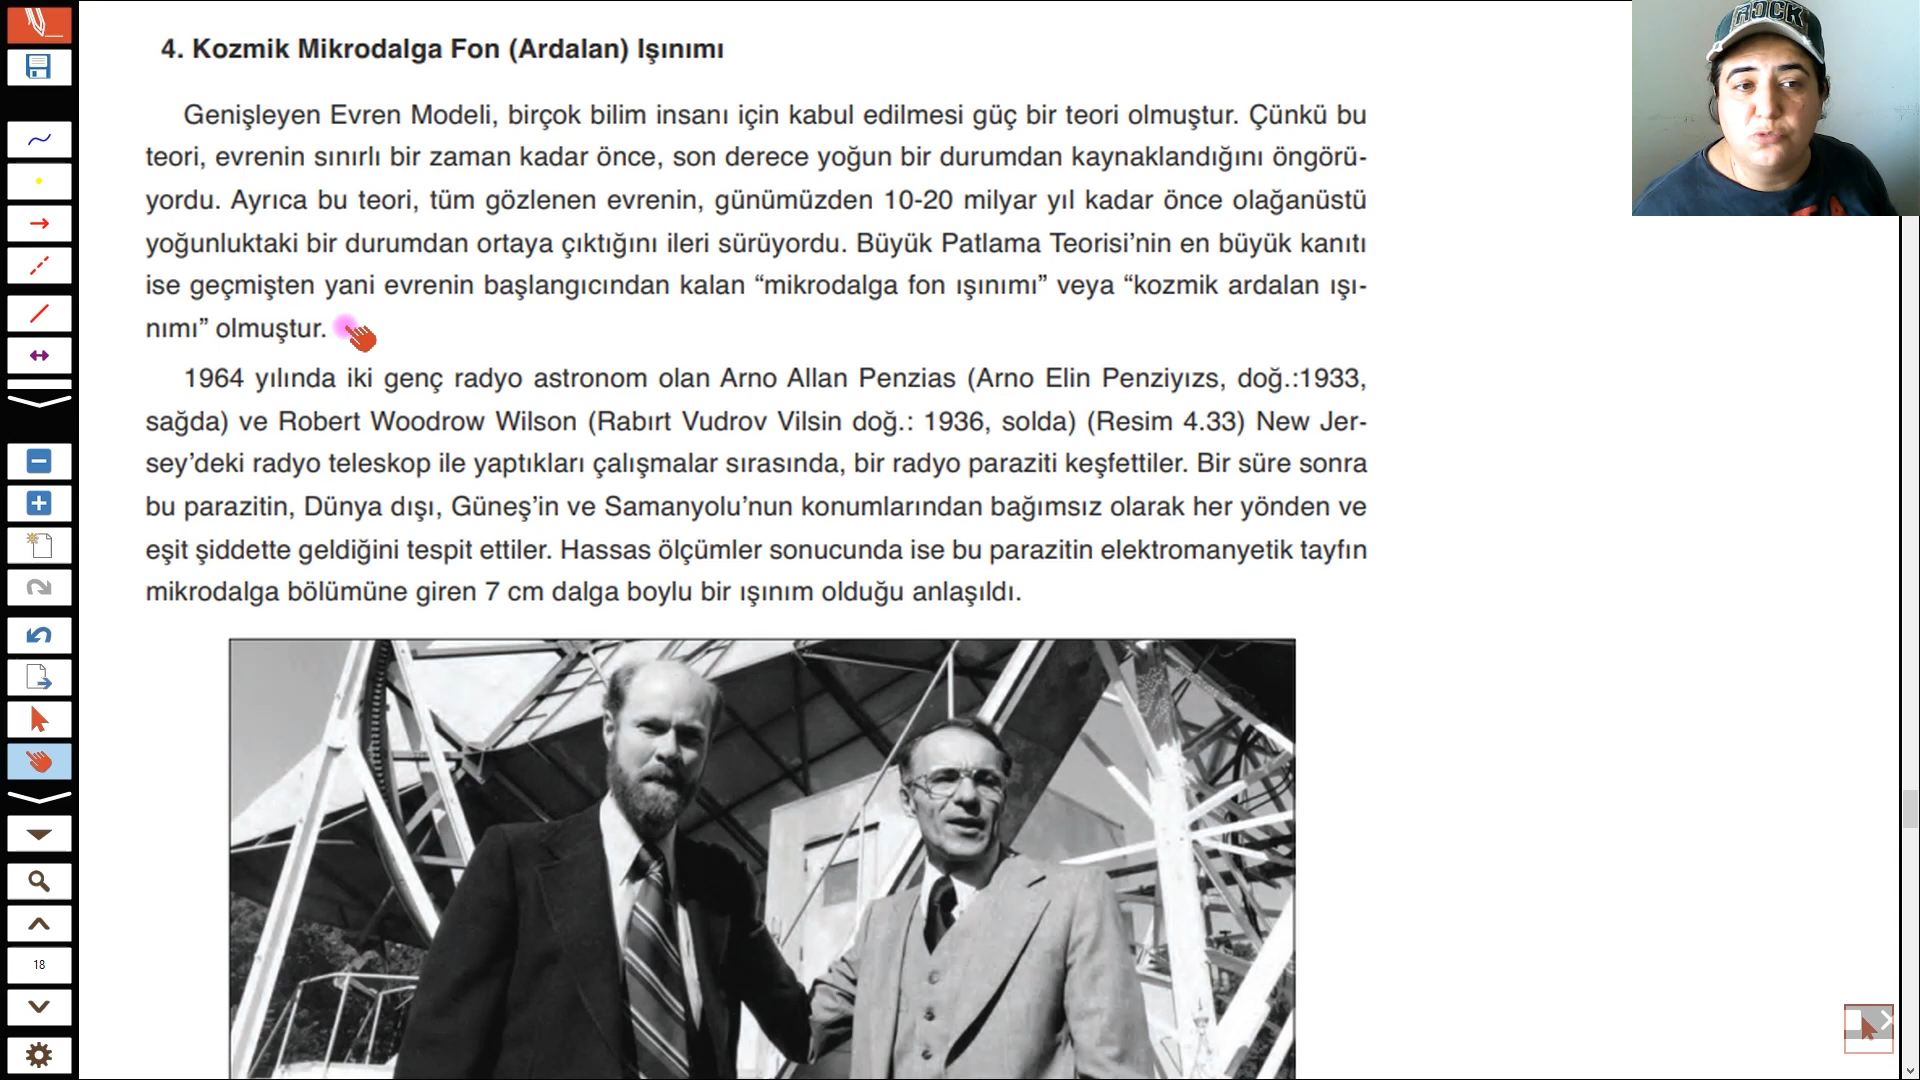 4. Kozmik Mikrodalga Fon (Ardalan) Işınımı
Genişleyen Evren Modeli, birçok bilim insanı için kabul edilmesi güç bir teori olmuştur. Çünkü bu
teori, evrenin sınırlı bir zaman kadar önce, son derece yoğun bir durumdan kaynaklandığını öngörü-
yordu. Ayrıca bu teori, tüm gözlenen evrenin, günümüzden 10-20 milyar yıl kadar önce olağanüstü
yoğunluktaki bir durumdan ortaya çıktığını ileri sürüyordu. Büyük Patlama Teorisi’nin en büyük kanıtı
ise geçmişten yani evrenin başlangıcından kalan “mikrodalga fon ışınımı” veya “kozmik ardalan ışı-
nımı” olmuştur.
1964 yılında iki genç radyo astronom olan Arno Allan Penzias (Arno Elin Penziyızs, doğ.:1933,
sağda) ve Robert Woodrow Wilson (Rabırt Vudrov Vilsin doğ.: 1936, solda) (Resim 4.33) New Jer-
sey’deki radyo teleskop ile yaptıkları çalışmalar sırasında, bir radyo paraziti keşfettiler. Bir süre sonra
bu parazitin, Dünya dışı, Güneş’in ve Samanyolu’nun konumlarından bağımsız olarak her yönden ve
eşit şiddette geldiğini tespit ettiler. Hassas ölçümler sonucunda ise bu parazitin elektromanyetik tayfın
mikrodalga bölümüne giren 7 cm dalga boylu bir ışınım olduğu anlaşıldı.
ROCK
18